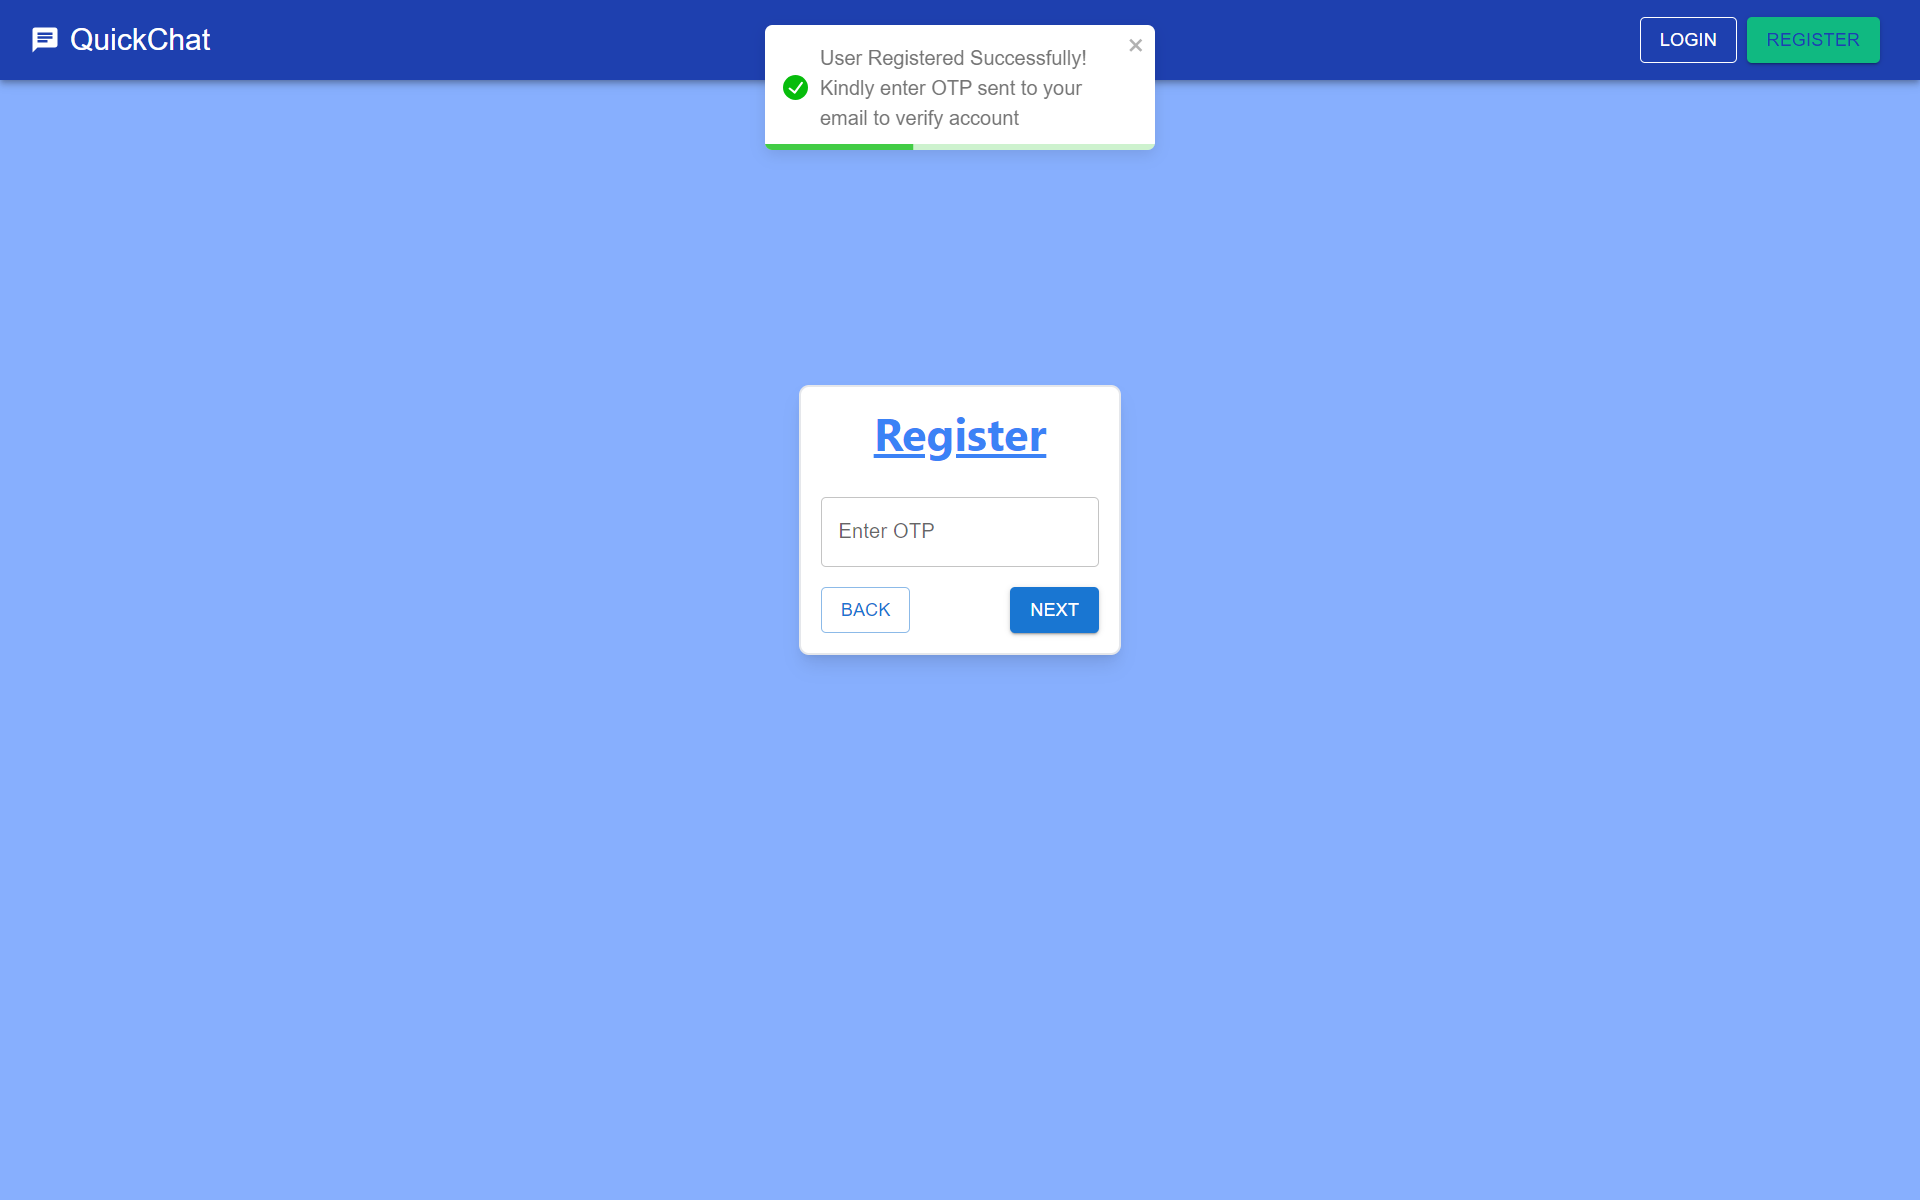 QuickChat
User Registered Successfully!
Kindly enter OTP sent to your
email to verify account
LOGIN
REGISTER
Register
Enter OTP
BACK
NEXT